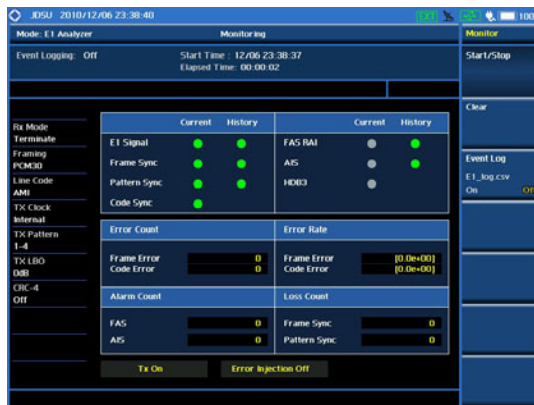 JDSU 2010/12/06 23:38:40
EXT
100
Mode: E1 Analyzer
Monitoring
Monitor
Event Logging: Off
Start Time : 12/06 23:38:37
Elapsed Time: 00:00:02
Start/Stop
Clear
Event Log
E1_log.csv
On Off
Rx Mode
Terminate
Framing
PCM30
Line Code
AMI
TX Clock
Internal
TX Pattern
1-4
TX LBO
0dB
CRC-4
Off
Current History
E1 Signal
Frame Sync
Pattern Sync
Code Sync
Current History
FAS RAI
AIS
HDB3
Error Count
Frame Error 0
Code Error 0
Error Rate
Frame Error [0.0e+00]
Code Error [0.0e+00]
Alarm Count
FAS 0
AIS 0
Loss Count
Frame Sync 0
Pattern Sync 0
Tx On
Error Injection Off